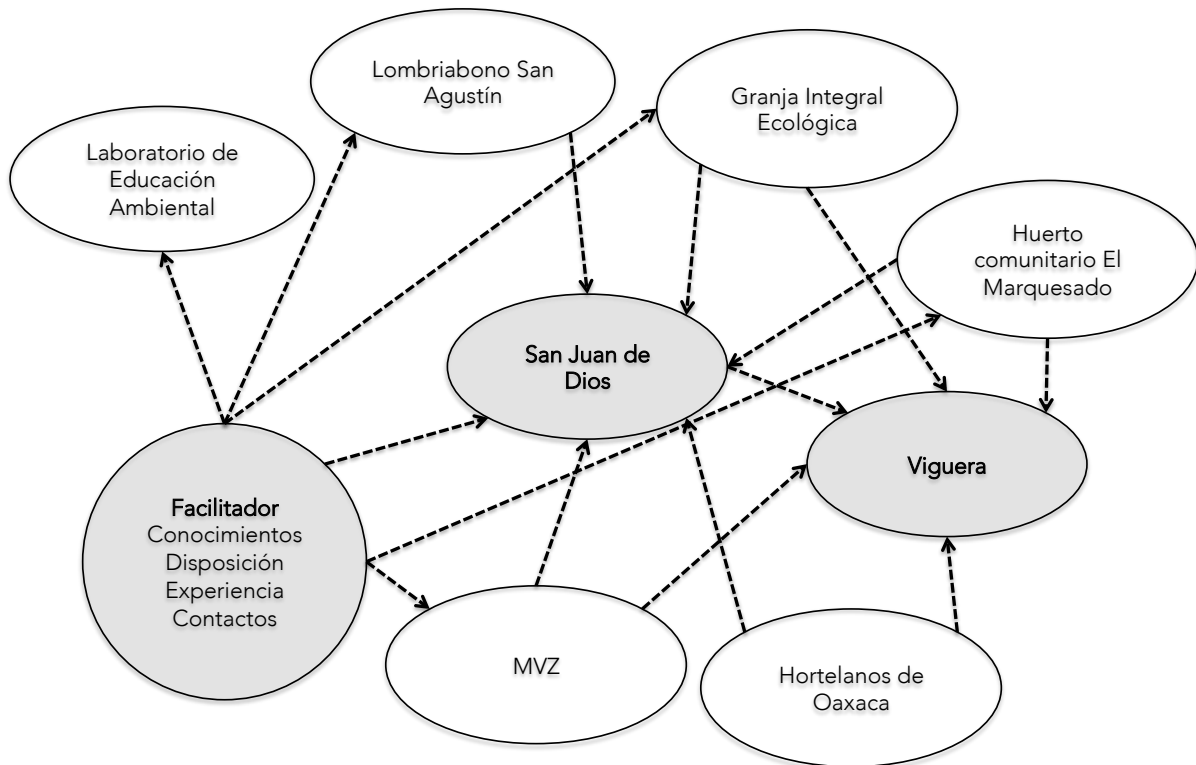 Lombriabono San
Agustín
Granja Integral
Ecológica
Laboratorio de
Educación
Ambiental
Huerto
comunitario El
Marquesado
San Juan de
Dios
Viguera
Facilitador
Conocimientos
Disposición
Experiencia
Contactos
MVZ
Hortelanos de
Oaxaca